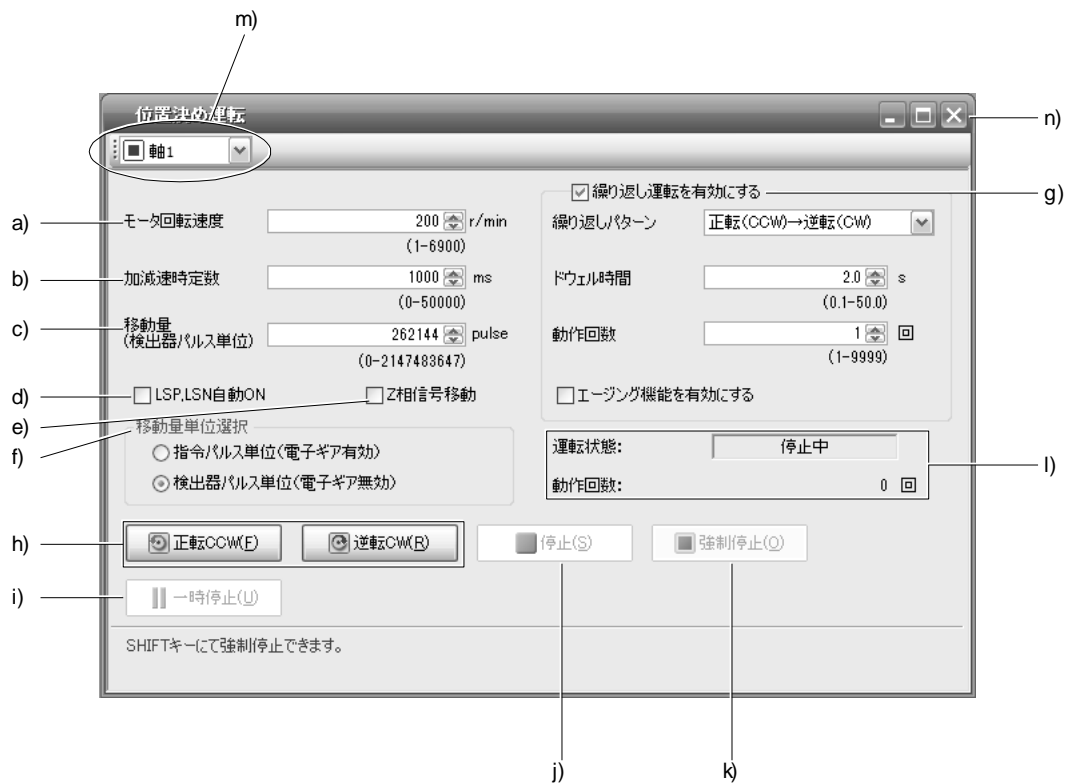 m)
位置決め運転
n)
軸1
繰り返し運転を有効にする
g)
a)
モータ回転速度
200
r/min
(1-6900)
繰り返しパターン
正転(CCW)→逆転(CW)
b)
加減速時定数
1000
ms
(0-50000)
ドウェル時間
2.0
s
(0.1-50.0)
c)
移動量
(検出器パルス単位)
262144
pulse
(0-2147483647)
動作回数
1
回
(1-9999)
d)
LSP,LSN自動ON
e)
Z相信号移動
エージング機能を有効にする
f)
移動量単位選択
指令パルス単位(電子ギア有効)
検出器パルス単位(電子ギア無効)
運転状態:
停止中
動作回数:
0
回
l)
h)
正転CCW(F)
逆転CW(R)
停止(S)
強制停止(O)
i)
一時停止(U)
SHIFTキーにて強制停止できます。
j)
k)